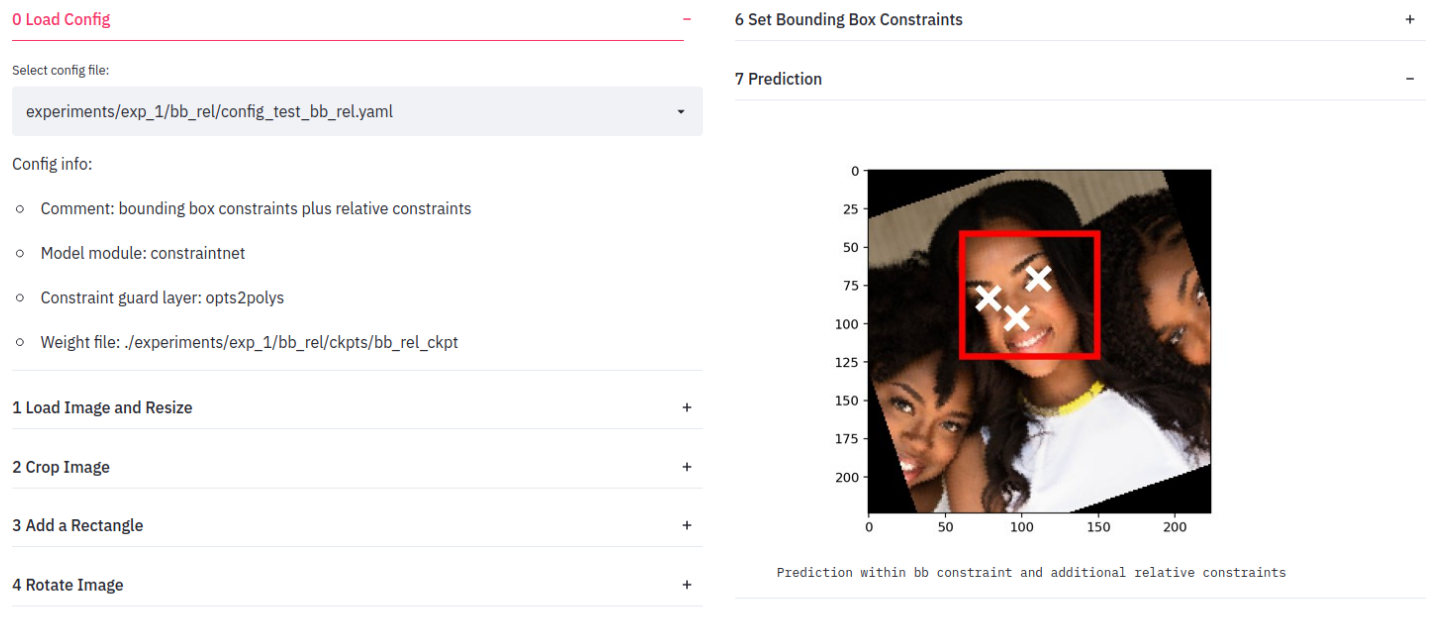 0 Load Config
Select config file:
experiments/exp_1/bb_rel/config_test_bb_rel.yaml
Config info:
Comment: bounding box constraints plus relative constraints
Model module: constraintnet
Constraint guard layer: opts2polys
Weight file: ./experiments/exp_1/bb_rel/ckpts/bb_rel_ckpt
1 Load Image and Resize
2 Crop Image
3 Add a Rectangle
4 Rotate Image
6 Set Bounding Box Constraints
7 Prediction
0
25
50
75
100
125
150
175
200
0 50 100 150 200
Prediction within bb constraint and additional relative constraints